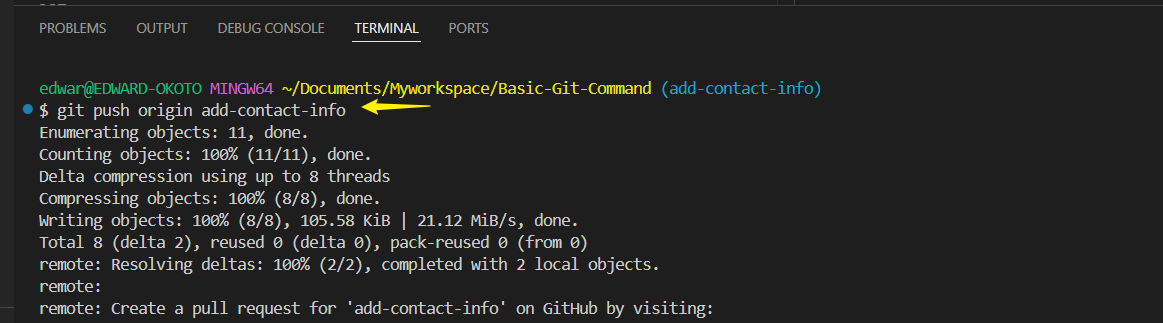 PROBLEMS OUTPUT DEBUG CONSOLE TERMINAL PORTS
edwar@EDWARD-OKOTO MINGW64 ~/Documents/Myworkspace/Basic-Git-Command (add-contact-info)
$ git push origin add-contact-info
Enumerating objects: 11, done.
Counting objects: 100% (11/11), done.
Delta compression using up to 8 threads
Compressing objects: 100% (8/8), done.
Writing objects: 100% (8/8), 105.58 KiB | 21.12 MiB/s, done.
Total 8 (delta 2), reused 0 (delta 0), pack-reused 0 (from 0)
remote: Resolving deltas: 100% (2/2), completed with 2 local objects.
remote:
remote: Create a pull request for 'add-contact-info' on GitHub by visiting: